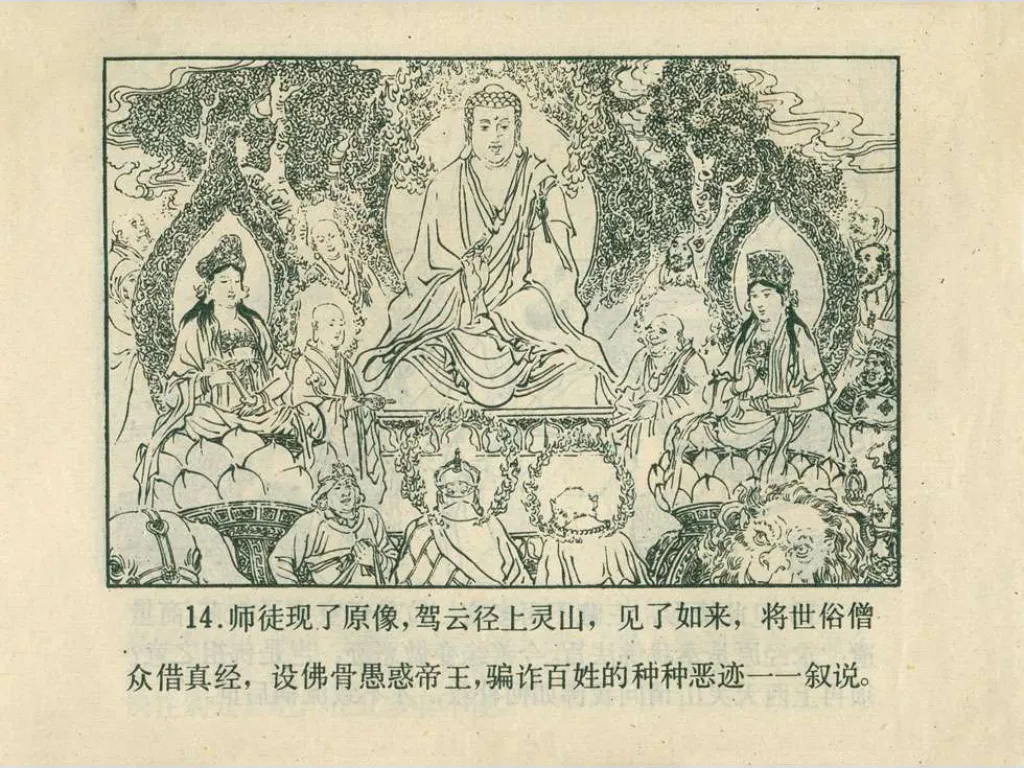 14.师徒现了原像,驾云径上灵山，见了如来，将世俗僧
众借真经，设佛骨愚惑帝王,骗诈百姓的种种恶迹一一叙说。